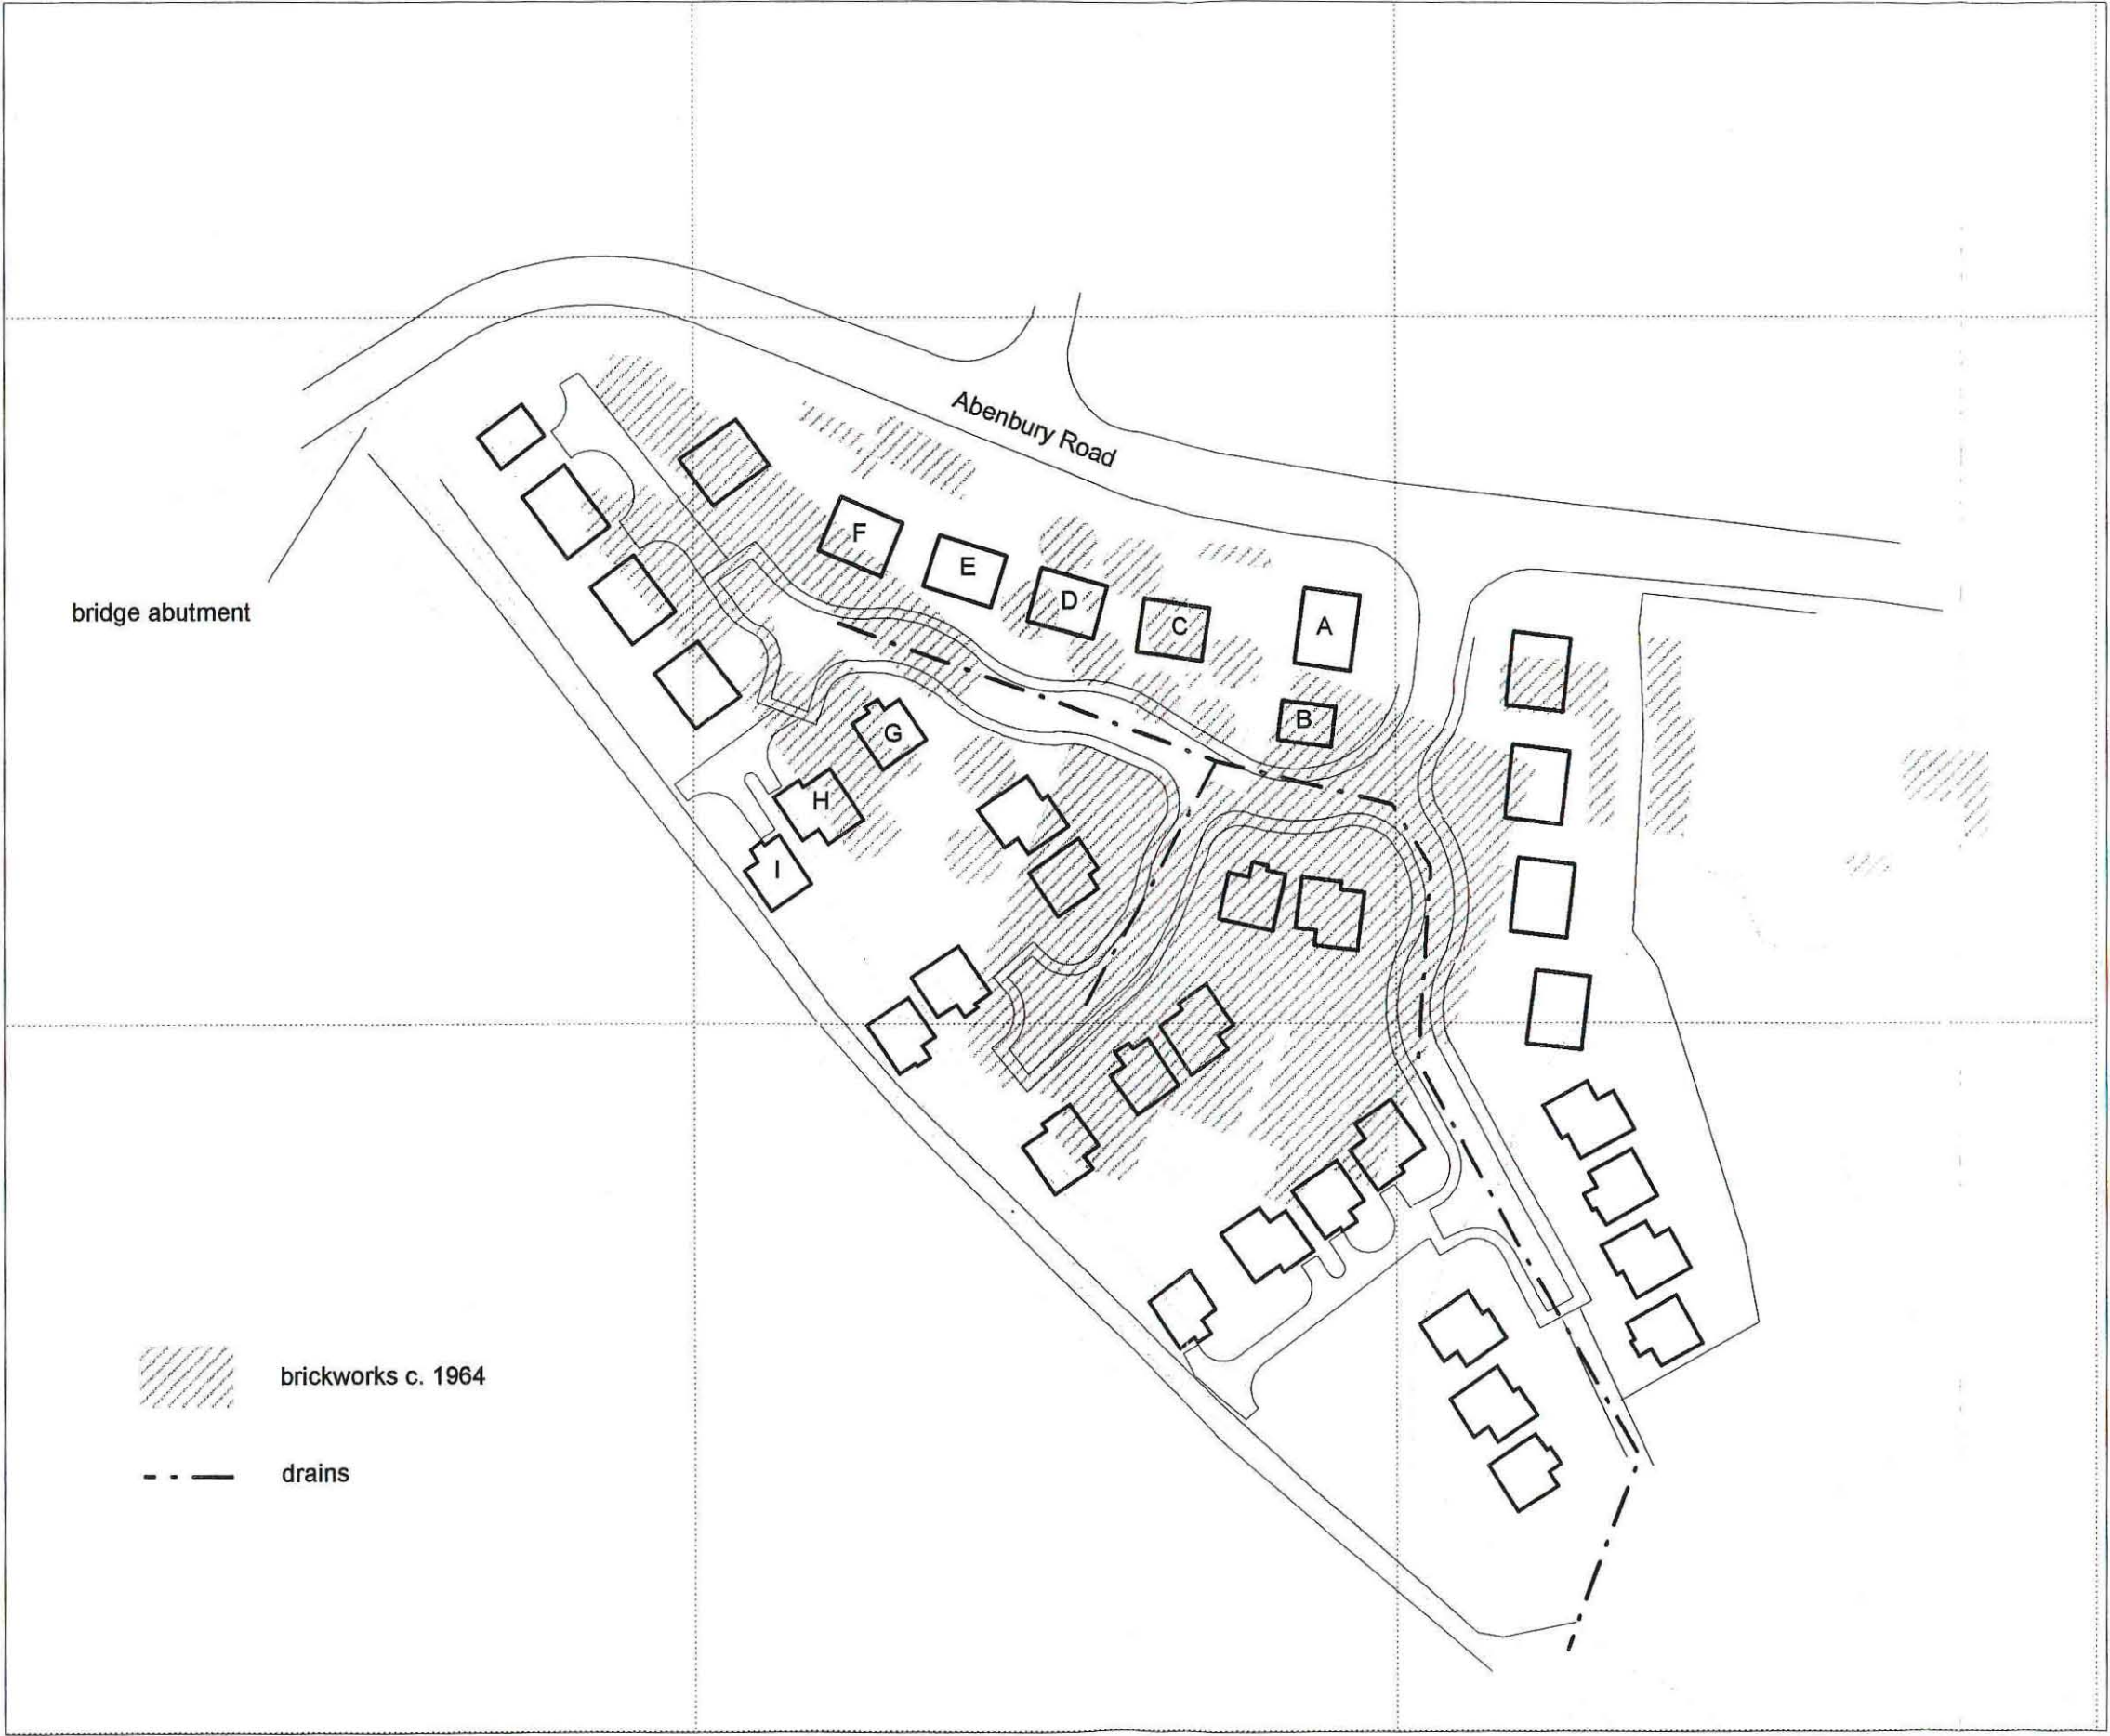 Abenbury Road
F
E
D
C
A
bridge abutment
B
G
H
I
brickworks c. 1964
drains